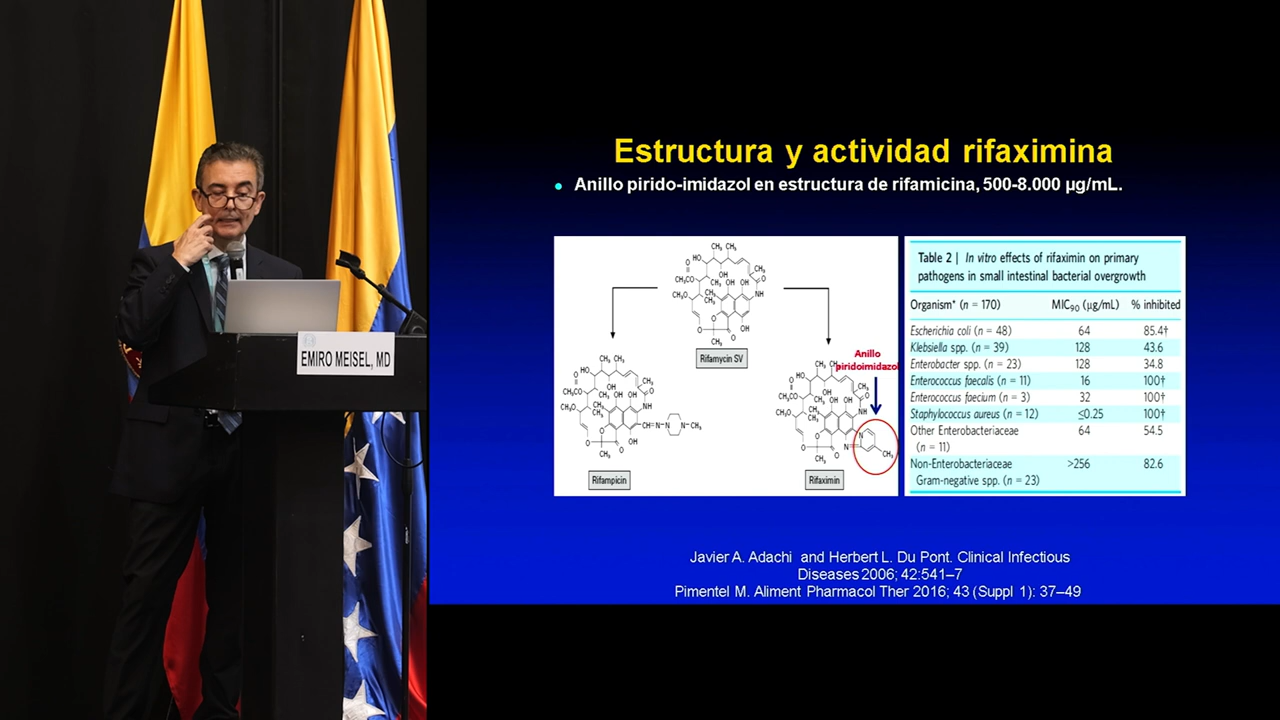 EMIRO MEISEL, MD
Estructura y actividad rifaximina
• Anillo pirido-imidazol en estructura de rifamicina, 500-8.000 µg/mL.
Rifamycin SV
Anillo
piridoimidazol
Rifampicin
Rifaximin
Table 2 | In vitro effects of rifaximin on primary
pathogens in small intestinal bacterial overgrowth
Organism* (n = 170) MIC90 (µg/mL) % inhibited
Escherichia coli (n = 48) 64 85.4†
Klebsiella spp. (n = 39) 128 43.6
Enterobacter spp. (n = 23) 128 34.8
Enterococcus faecalis (n = 11) 16 100†
Enterococcus faecium (n = 3) 32 100†
Staphylococcus aureus (n = 12) ≤0.25 100†
Other Enterobacteriaceae 64 54.5
(n = 11)
Non-Enterobacteriaceae >256 82.6
Gram-negative spp. (n = 23)
Javier A. Adachi and Herbert L. Du Pont. Clinical Infectious
Diseases 2006; 42:541–7
Pimentel M. Aliment Pharmacol Ther 2016; 43 (Suppl 1): 37–49